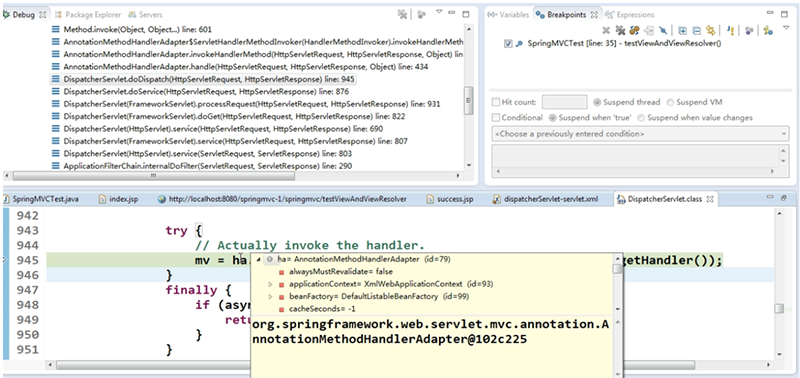 Debug Package Explorer Servers
Method.invoke(Object, Object...) line: 601
AnnotationMethodHandlerAdapter$ServletHandlerMethodInvoker(HandlerMethodInvoker).invokeHandlerMeth
AnnotationMethodHandlerAdapter.invokeHandlerMethod(HttpServletRequest, HttpServletResponse, Object)
AnnotationMethodHandlerAdapter.handle(HttpServletRequest, HttpServletResponse, Object) line: 434
DispatcherServlet.doDispatch(HttpServletRequest, HttpServletResponse) line: 945
DispatcherServlet.doService(HttpServletRequest, HttpServletResponse) line: 876
DispatcherServlet(FrameworkServlet).processRequest(HttpServletRequest, HttpServletResponse) line: 931
DispatcherServlet(FrameworkServlet).doGet(HttpServletRequest, HttpServletResponse) line: 822
DispatcherServlet(HttpServlet).service(HttpServletRequest, HttpServletResponse) line: 690
DispatcherServlet(FrameworkServlet).service(HttpServletRequest, HttpServletResponse) line: 807
DispatcherServlet(HttpServlet).service(ServletRequest, ServletResponse) line: 803
ApplicationFilterChain.internalDoFilter(ServletRequest, ServletResponse) line: 290
Variables Breakpoints Expressions
SpringMVCTest [line: 35] - testViewAndViewResolver()
Hit count: Suspend thread Suspend VM
Conditional Suspend when 'true' Suspend when value changes
<Choose a previously entered condition>
SpringMVCTest.java index.jsp http://localhost:8080/springmvc-1/springmvc/testViewAndViewResolver success.jsp dispatcherServlet-servlet.xml DispatcherServlet.class
942
943 try {
944 // Actually invoke the handler.
945 mv = ha. getHandler());
946 }
947 finally {
948 if (asyn
949 retu
950 }
951 }
ha= AnnotationMethodHandlerAdapter (id=79)
alwaysMustRevalidate= false
applicationContext= XmlWebApplicationContext (id=93)
beanFactory= DefaultListableBeanFactory (id=99)
cacheSeconds= -1
org.springframework.web.servlet.mvc.annotation.A
nnotationMethodHandlerAdapter@102c225